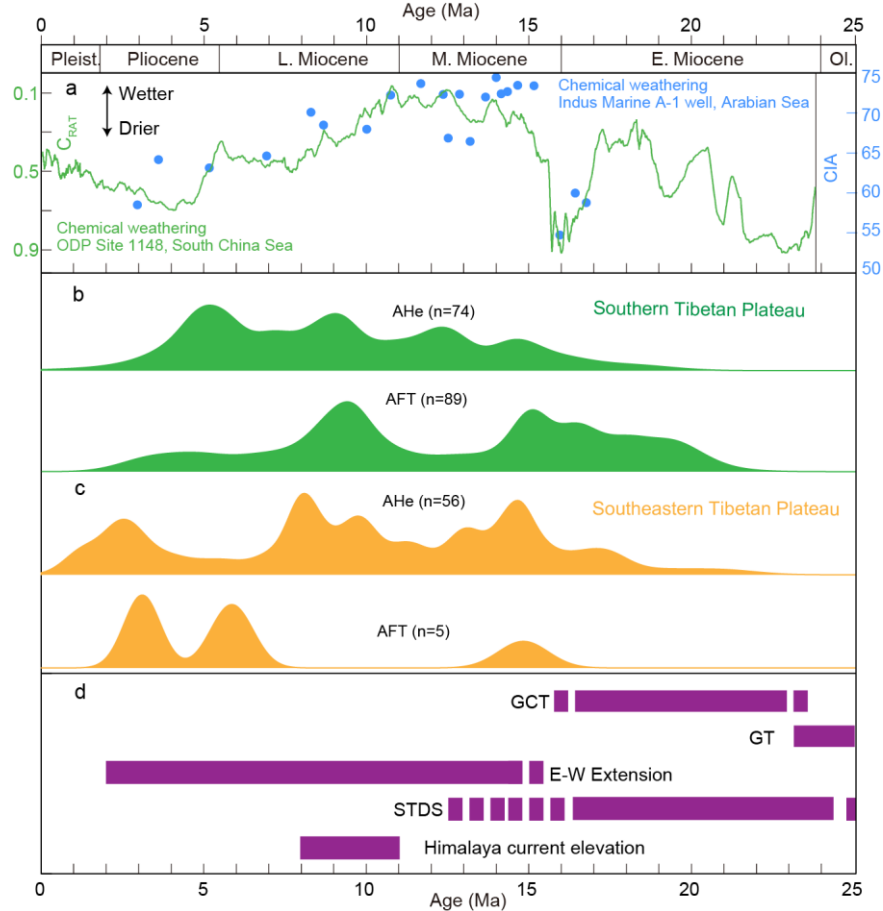 Age (Ma)
0 5 10 15 20 25
Pleist. Pliocene L. Miocene M. Miocene E. Miocene Ol.
a
Wetter
Drier
0.1
0.5
0.9
C_RAT
Chemical weathering
ODP Site 1148, South China Sea
Chemical weathering
Indus Marine A-1 well, Arabian Sea
75
70
65
60
55
50
CIA
b
AHe (n=74)
Southern Tibetan Plateau
AFT (n=89)
c
AHe (n=56)
Southeastern Tibetan Plateau
AFT (n=5)
d
GCT
GT
E-W Extension
STDS
Himalaya current elevation
0 5 10 15 20 25
Age (Ma)